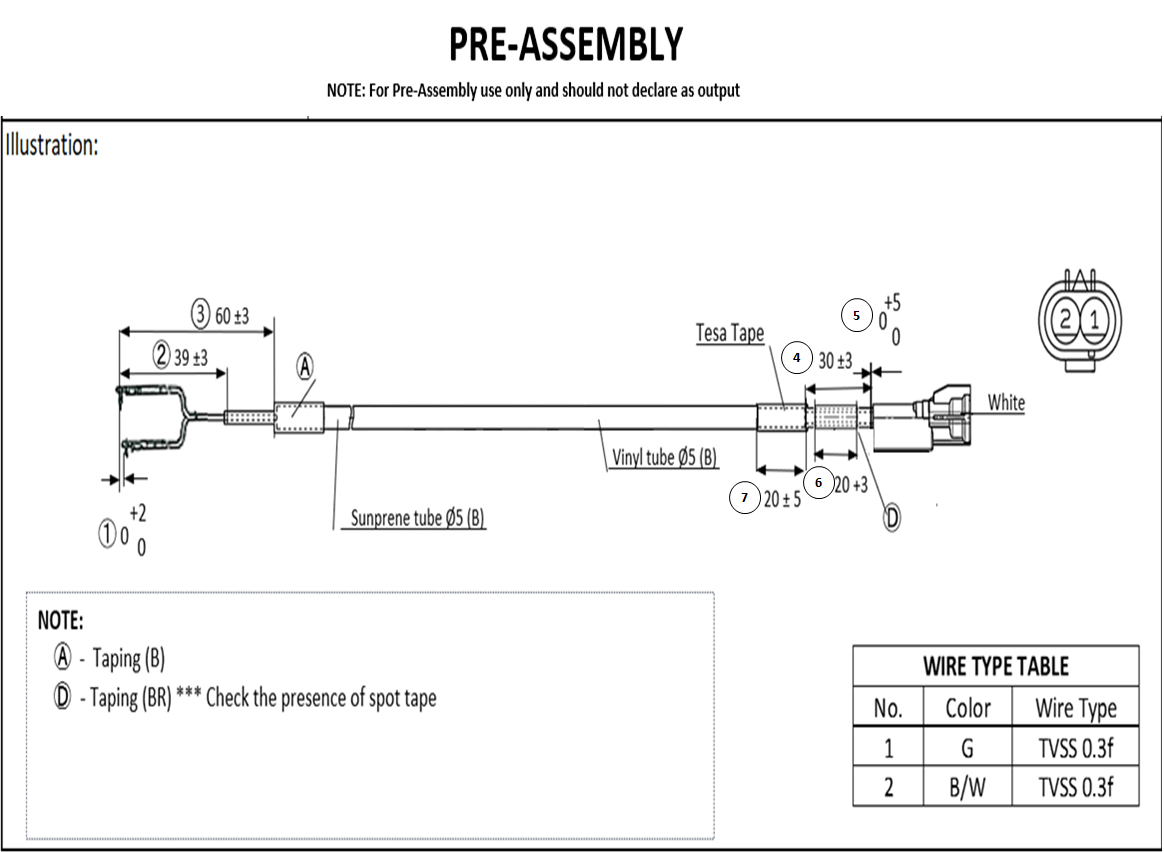 PRE-ASSEMBLY
NOTE: For Pre-Assembly use only and should not declare as output
Illustration:
③ 60 ±3
② 39 ±3
Ⓐ
Tesa Tape
④ 30 ±3
⑤ 0 +5 0
② ①
White
Vinyl tube Ø5 (B)
Sunprene tube Ø5 (B)
⑦ 20 ± 5
⑥ 20 +3
Ⓓ
① 0 +2 0
NOTE:
Ⓐ - Taping (B)
Ⓓ - Taping (BR) *** Check the presence of spot tape
WIRE TYPE TABLE
No. Color Wire Type
1 G TVSS 0.3f
2 B/W TVSS 0.3f